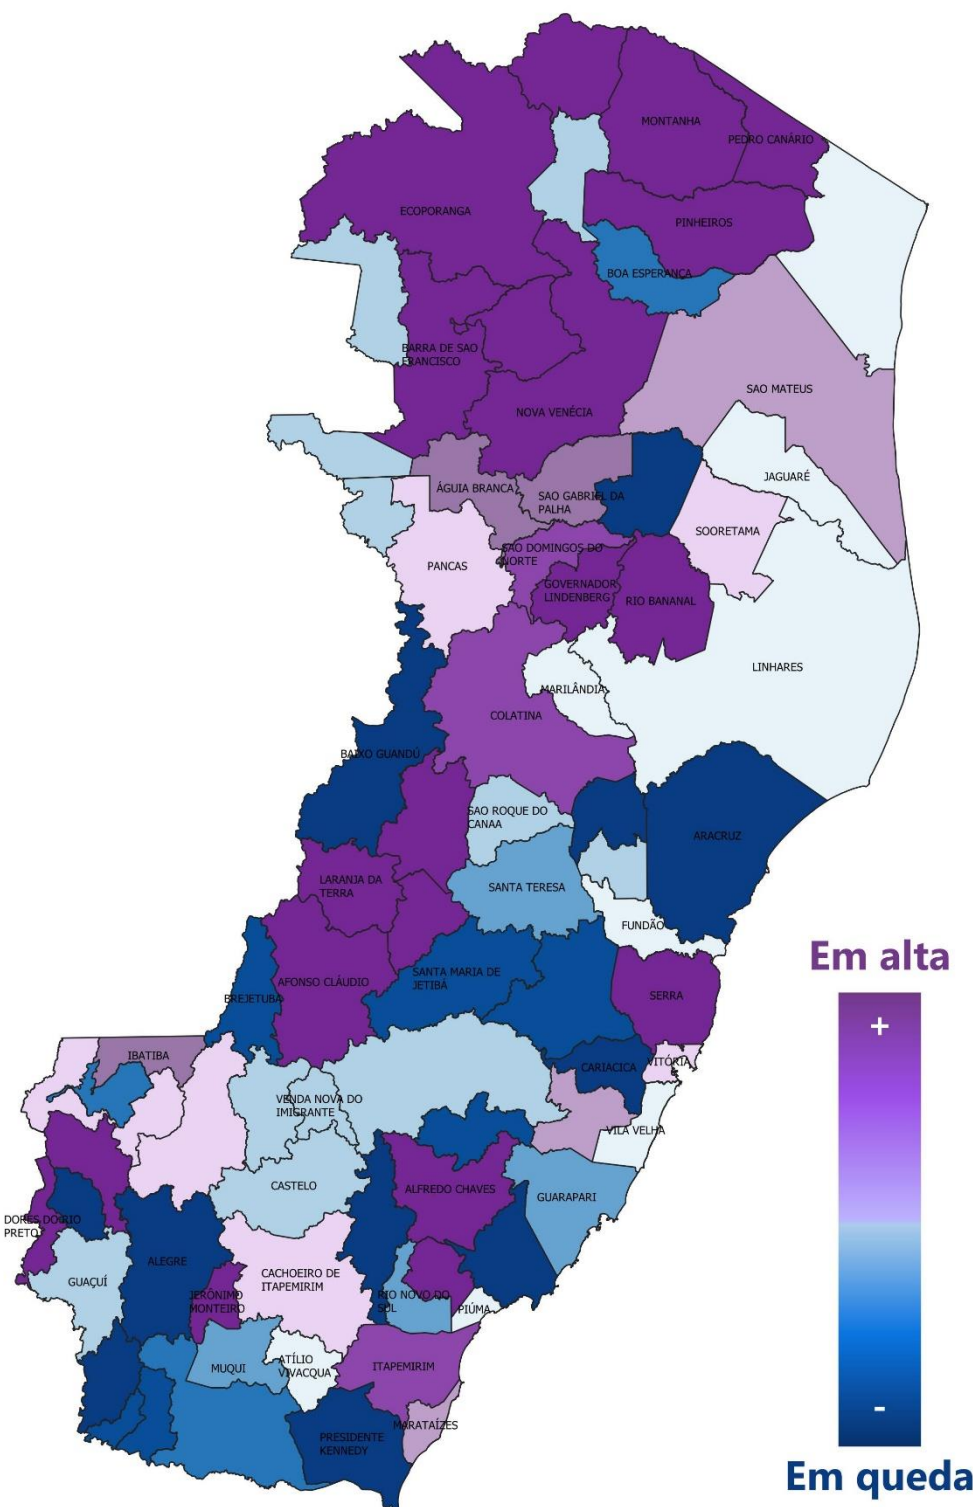 MONTANHA
PEDRO CANÁRIO
ECOPORANGA
PINHEIROS
BOA ESPERANÇA
BARRA DE SAO
FRANCISCO
SAO MATEUS
NOVA VENÉCIA
JAGUARÉ
ÁGUIA BRANCA
SAO GABRIEL DA
PALHA
SOORETAMA
SAO DOMINGOS DO
NORTE
PANCAS
GOVERNADOR
LINDENBERG
RIO BANANAL
LINHARES
MARILÂNDIA
COLATINA
BAIXO GUANDÚ
SAO ROQUE DO
CANAA
ARACRUZ
LARANJA DA
TERRA
SANTA TERESA
FUNDÃO
Em alta
SANTA MARIA DE
JETIBÁ
AFONSO CLÁUDIO
BREJETUBA
SERRA
+
IBATIBA
CARIACICA
VITÓRIA
VENDA NOVA DO
IMIGRANTE
VILA VELHA
CASTELO
ALFREDO CHAVES
GUARAPARI
DORES DO RIO
PRETO
ALEGRE
GUAÇUÍ
CACHOEIRO DE
ITAPEMIRIM
JERÔNIMO
MONTEIRO
RIO NOVO DO
SUL
PIÚMA
ATÍLIO
VIVACQUA
MUQUI
ITAPEMIRIM
-
MARATAÍZES
PRESIDENTE
KENNEDY
Em queda